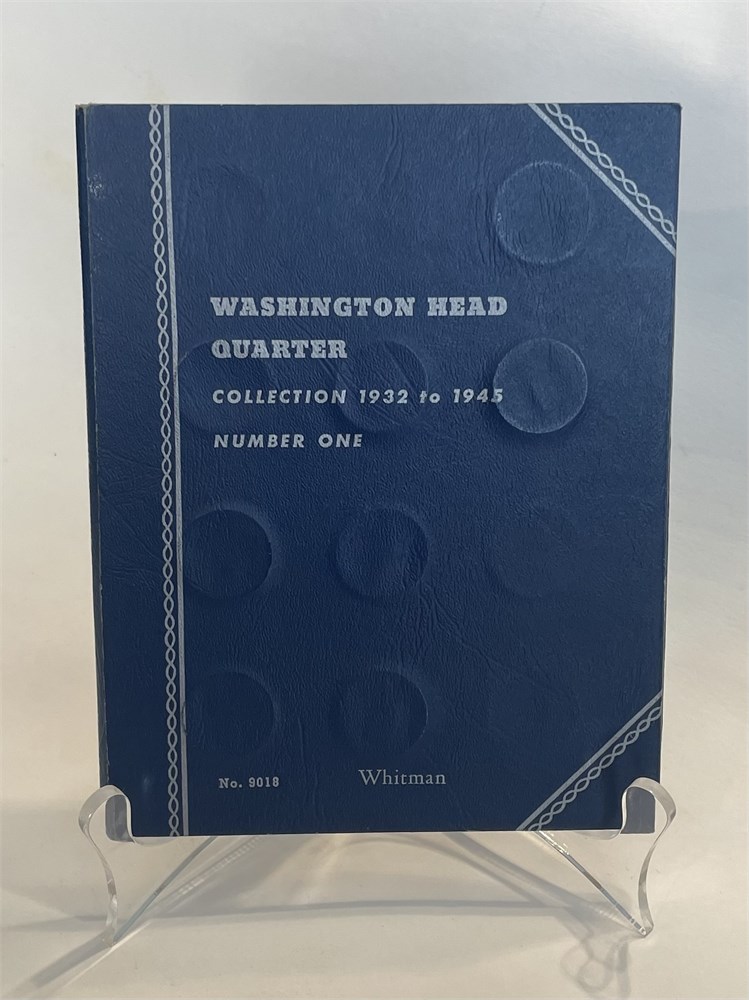 WASHINGTON HEAD
QUARTER
COLLECTION 1932 to 1945
NUMBER ONE
No. 9018 Whitman